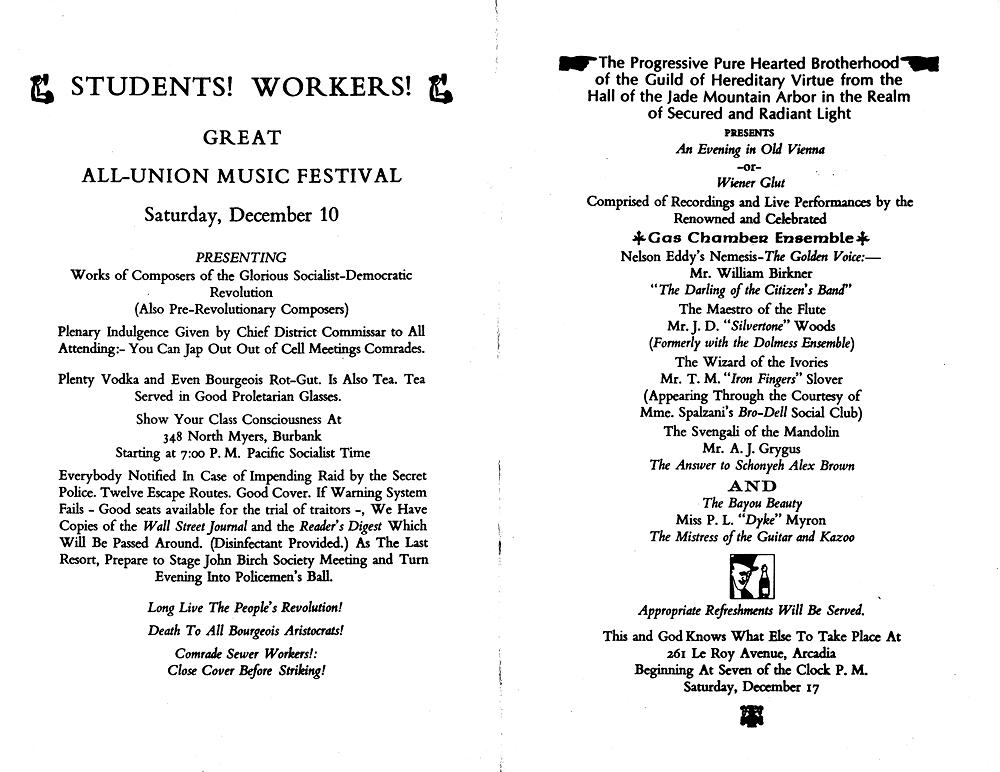 STUDENTS! WORKERS!
GREAT
ALL-UNION MUSIC FESTIVAL
Saturday, December 10
PRESENTING
Works of Composers of the Glorious Socialist-Democratic
Revolution
(Also Pre-Revolutionary Composers)
Plenary Indulgence Given by Chief District Commissar to All
Attending:- You Can Jap Out Out of Cell Meetings Comrades.
Plenty Vodka and Even Bourgeois Rot-Gut. Is Also Tea. Tea
Served in Good Proletarian Glasses.
Show Your Class Consciousness At
348 North Myers, Burbank
Starting at 7:00 P. M. Pacific Socialist Time
Everybody Notified In Case of Impending Raid by the Secret
Police. Twelve Escape Routes. Good Cover. If Warning System
Fails - Good seats available for the trial of traitors -, We Have
Copies of the Wall Street Journal and the Reader's Digest Which
Will Be Passed Around. (Disinfectant Provided.) As The Last
Resort, Prepare to Stage John Birch Society Meeting and Turn
Evening Into Policemen's Ball.
Long Live The People's Revolution!
Death To All Bourgeois Aristocrats!
Comrade Sewer Workers!:
Close Cover Before Striking!
The Progressive Pure Hearted Brotherhood
of the Guild of Hereditary Virtue from the
Hall of the Jade Mountain Arbor in the Realm
of Secured and Radiant Light
PRESENTS
An Evening in Old Vienna
-or-
Wiener Glut
Comprised of Recordings and Live Performances by the
Renowned and Celebrated
Gas Chamber Ensemble
Nelson Eddy's Nemesis-The Golden Voice:—
Mr. William Birkner
"The Darling of the Citizen's Band"
The Maestro of the Flute
Mr. J. D. "Silvertone" Woods
(Formerly with the Dolmess Ensemble)
The Wizard of the Ivories
Mr. T. M. "Iron Fingers" Slover
(Appearing Through the Courtesy of
Mme. Spalzani's Bro-Dell Social Club)
The Svengali of the Mandolin
Mr. A. J. Grygus
The Answer to Schonyeh Alex Brown
AND
The Bayou Beauty
Miss P. L. "Dyke" Myron
The Mistress of the Guitar and Kazoo
Appropriate Refreshments Will Be Served.
This and God Knows What Else To Take Place At
261 Le Roy Avenue, Arcadia
Beginning At Seven of the Clock P. M.
Saturday, December 17